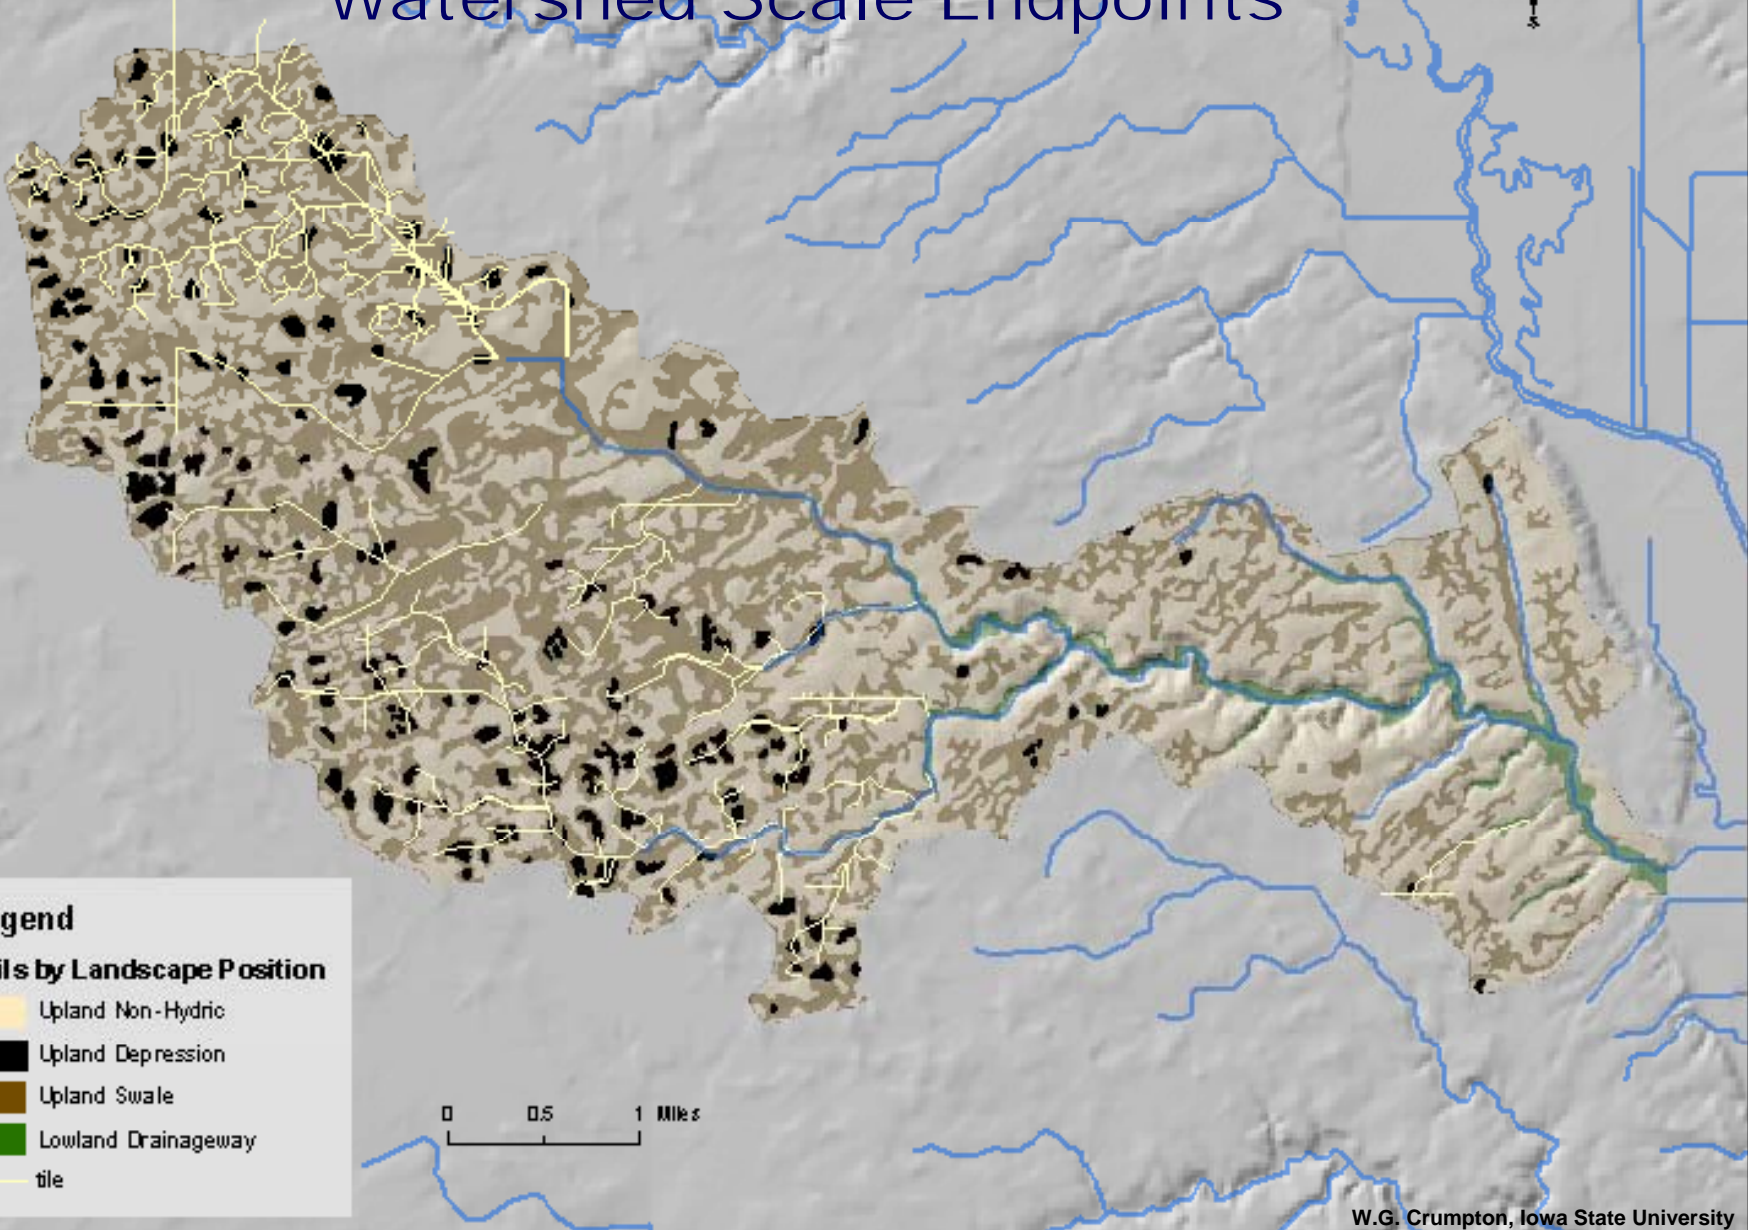 Watershed Scale Endpoints
gend
ils by Landscape Position
Upland Non-Hydric
Upland Depression
Upland Swale
Lowland Drainageway
tile
0 0.5 1 Miles
W.G. Crumpton, Iowa State University